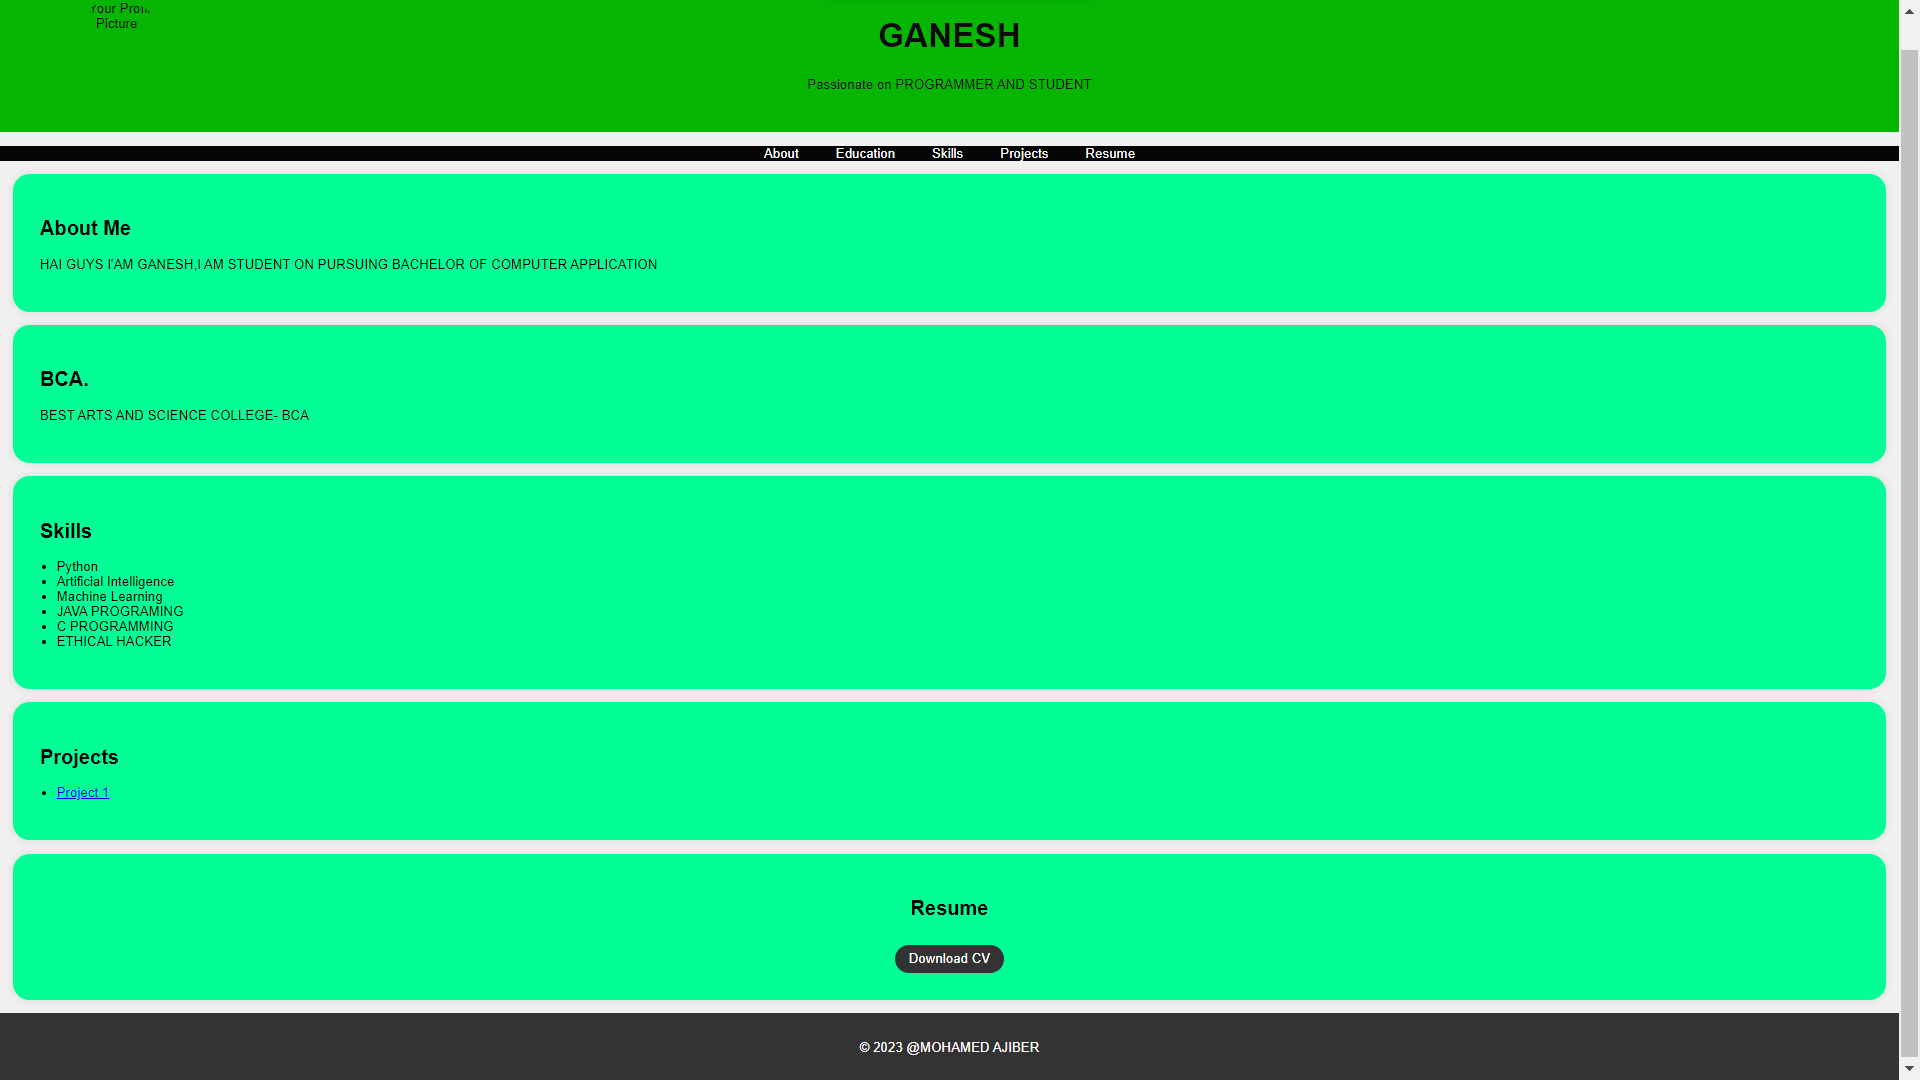 Your
Picture
GANESH
Passionate on PROGRAMMER AND STUDENT
About Education Skills Projects Resume
About Me
HAI GUYS I'AM GANESH,I AM STUDENT ON PURSUING BACHELOR OF COMPUTER APPLICATION
BCA.
BEST ARTS AND SCIENCE COLLEGE- BCA
Skills
Python
Artificial Intelligence
Machine Learning
JAVA PROGRAMING
C PROGRAMMING
ETHICAL HACKER
Projects
Project 1
Resume
Download CV
© 2023 @MOHAMED AJIBER